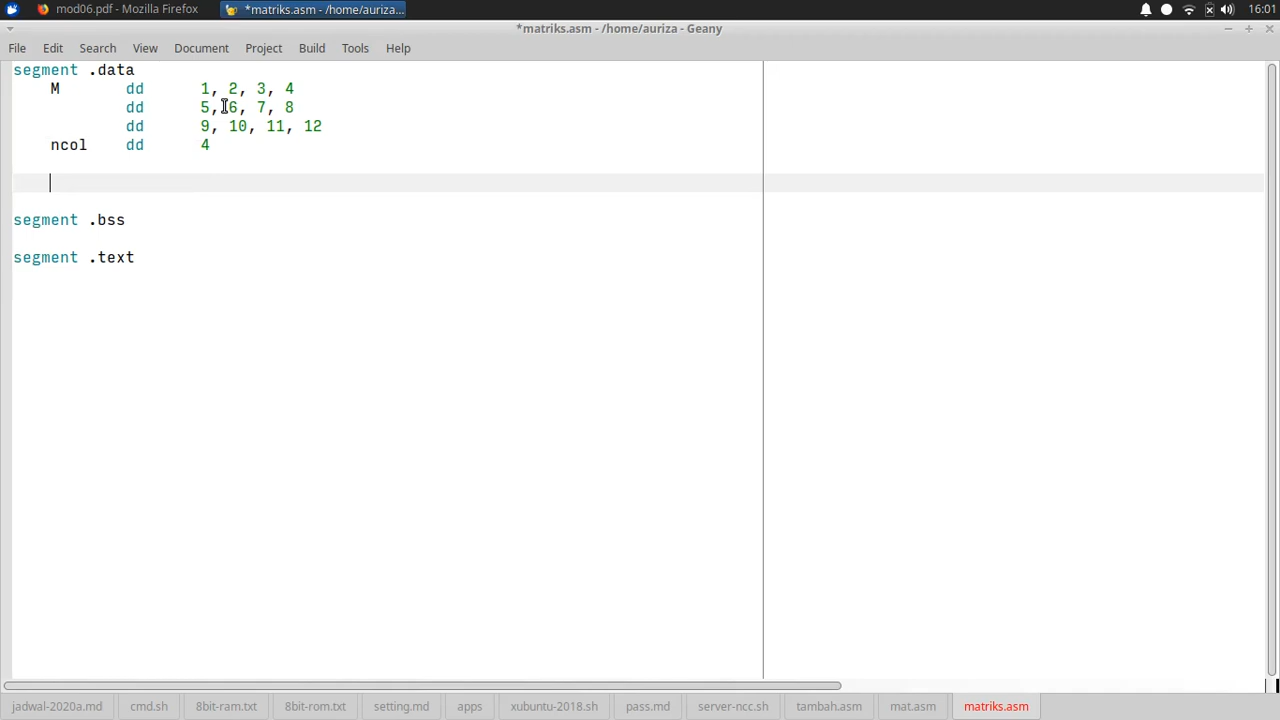 mod06.pdf - Mozilla Firefox *matriks.asm - /home/auriza... 16:01
*matriks.asm - /home/auriza - Geany
File Edit Search View Document Project Build Tools Help
segment .data
M dd 1, 2, 3, 4
dd 5, 6, 7, 8
dd 9, 10, 11, 12
ncol dd 4
segment .bss
segment .text
jadwal-2020a.md cmd.sh 8bit-ram.txt 8bit-rom.txt setting.md apps xubuntu-2018.sh pass.md server-ncc.sh tambah.asm mat.asm matriks.asm